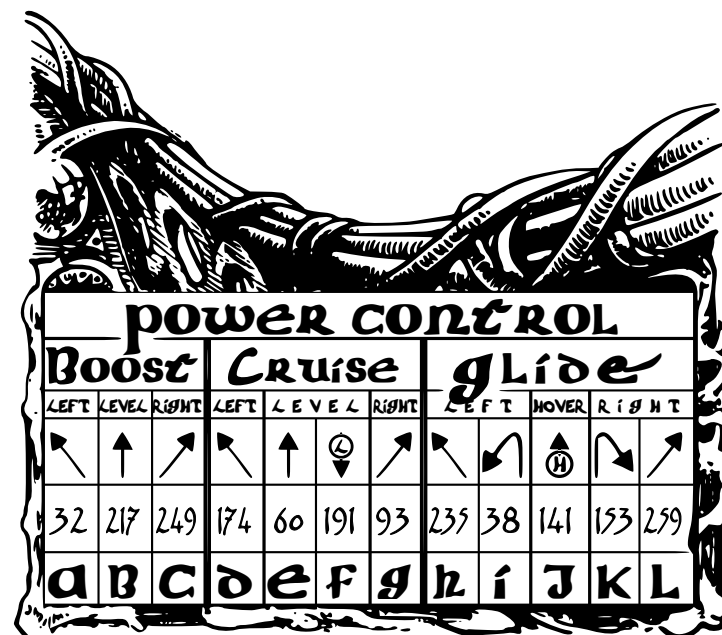 POWER CONTROL
Boost Cruise Glide
LEFT LEVEL RIGHT LEFT LEVEL RIGHT LEFT HOVER RIGHT
L H
32 217 249 174 60 191 93 235 38 141 153 259
A B C D E F G H I J K L